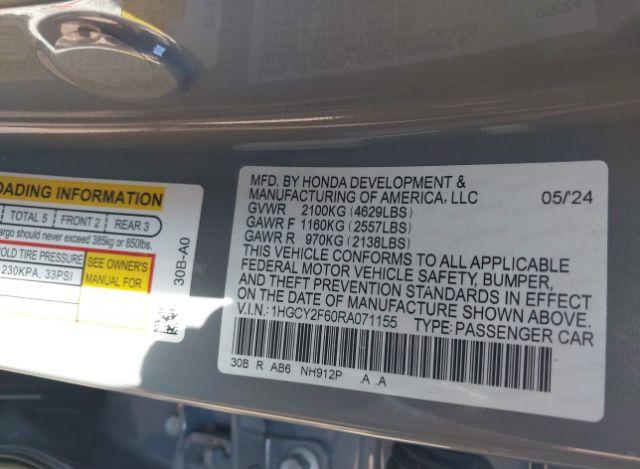 OADING INFORMATION
TOTAL 5 FRONT 2 REAR 3
argo should never exceed 385kg or 850lbs.
OLD TIRE PRESSURE
230KPA, 33PSI
SEE OWNER'S
MANUAL FOR
30B-A0
MFD. BY HONDA DEVELOPMENT &
MANUFACTURING OF AMERICA, LLC 05/'24
GVWR 2100KG (4629LBS)
GAWR F 1160KG (2557LBS)
GAWR R 970KG (2138LBS)
THIS VEHICLE CONFORMS TO ALL APPLICABLE
FEDERAL MOTOR VEHICLE SAFETY, BUMPER,
AND THEFT PREVENTION STANDARDS IN EFFECT
ON THE DATE OF MANUFACTURE SHOWN ABOVE.
V.I.N.: 1HGCY2F60RA071155 TYPE: PASSENGER CAR
30B R AB6 NH912P .A .A